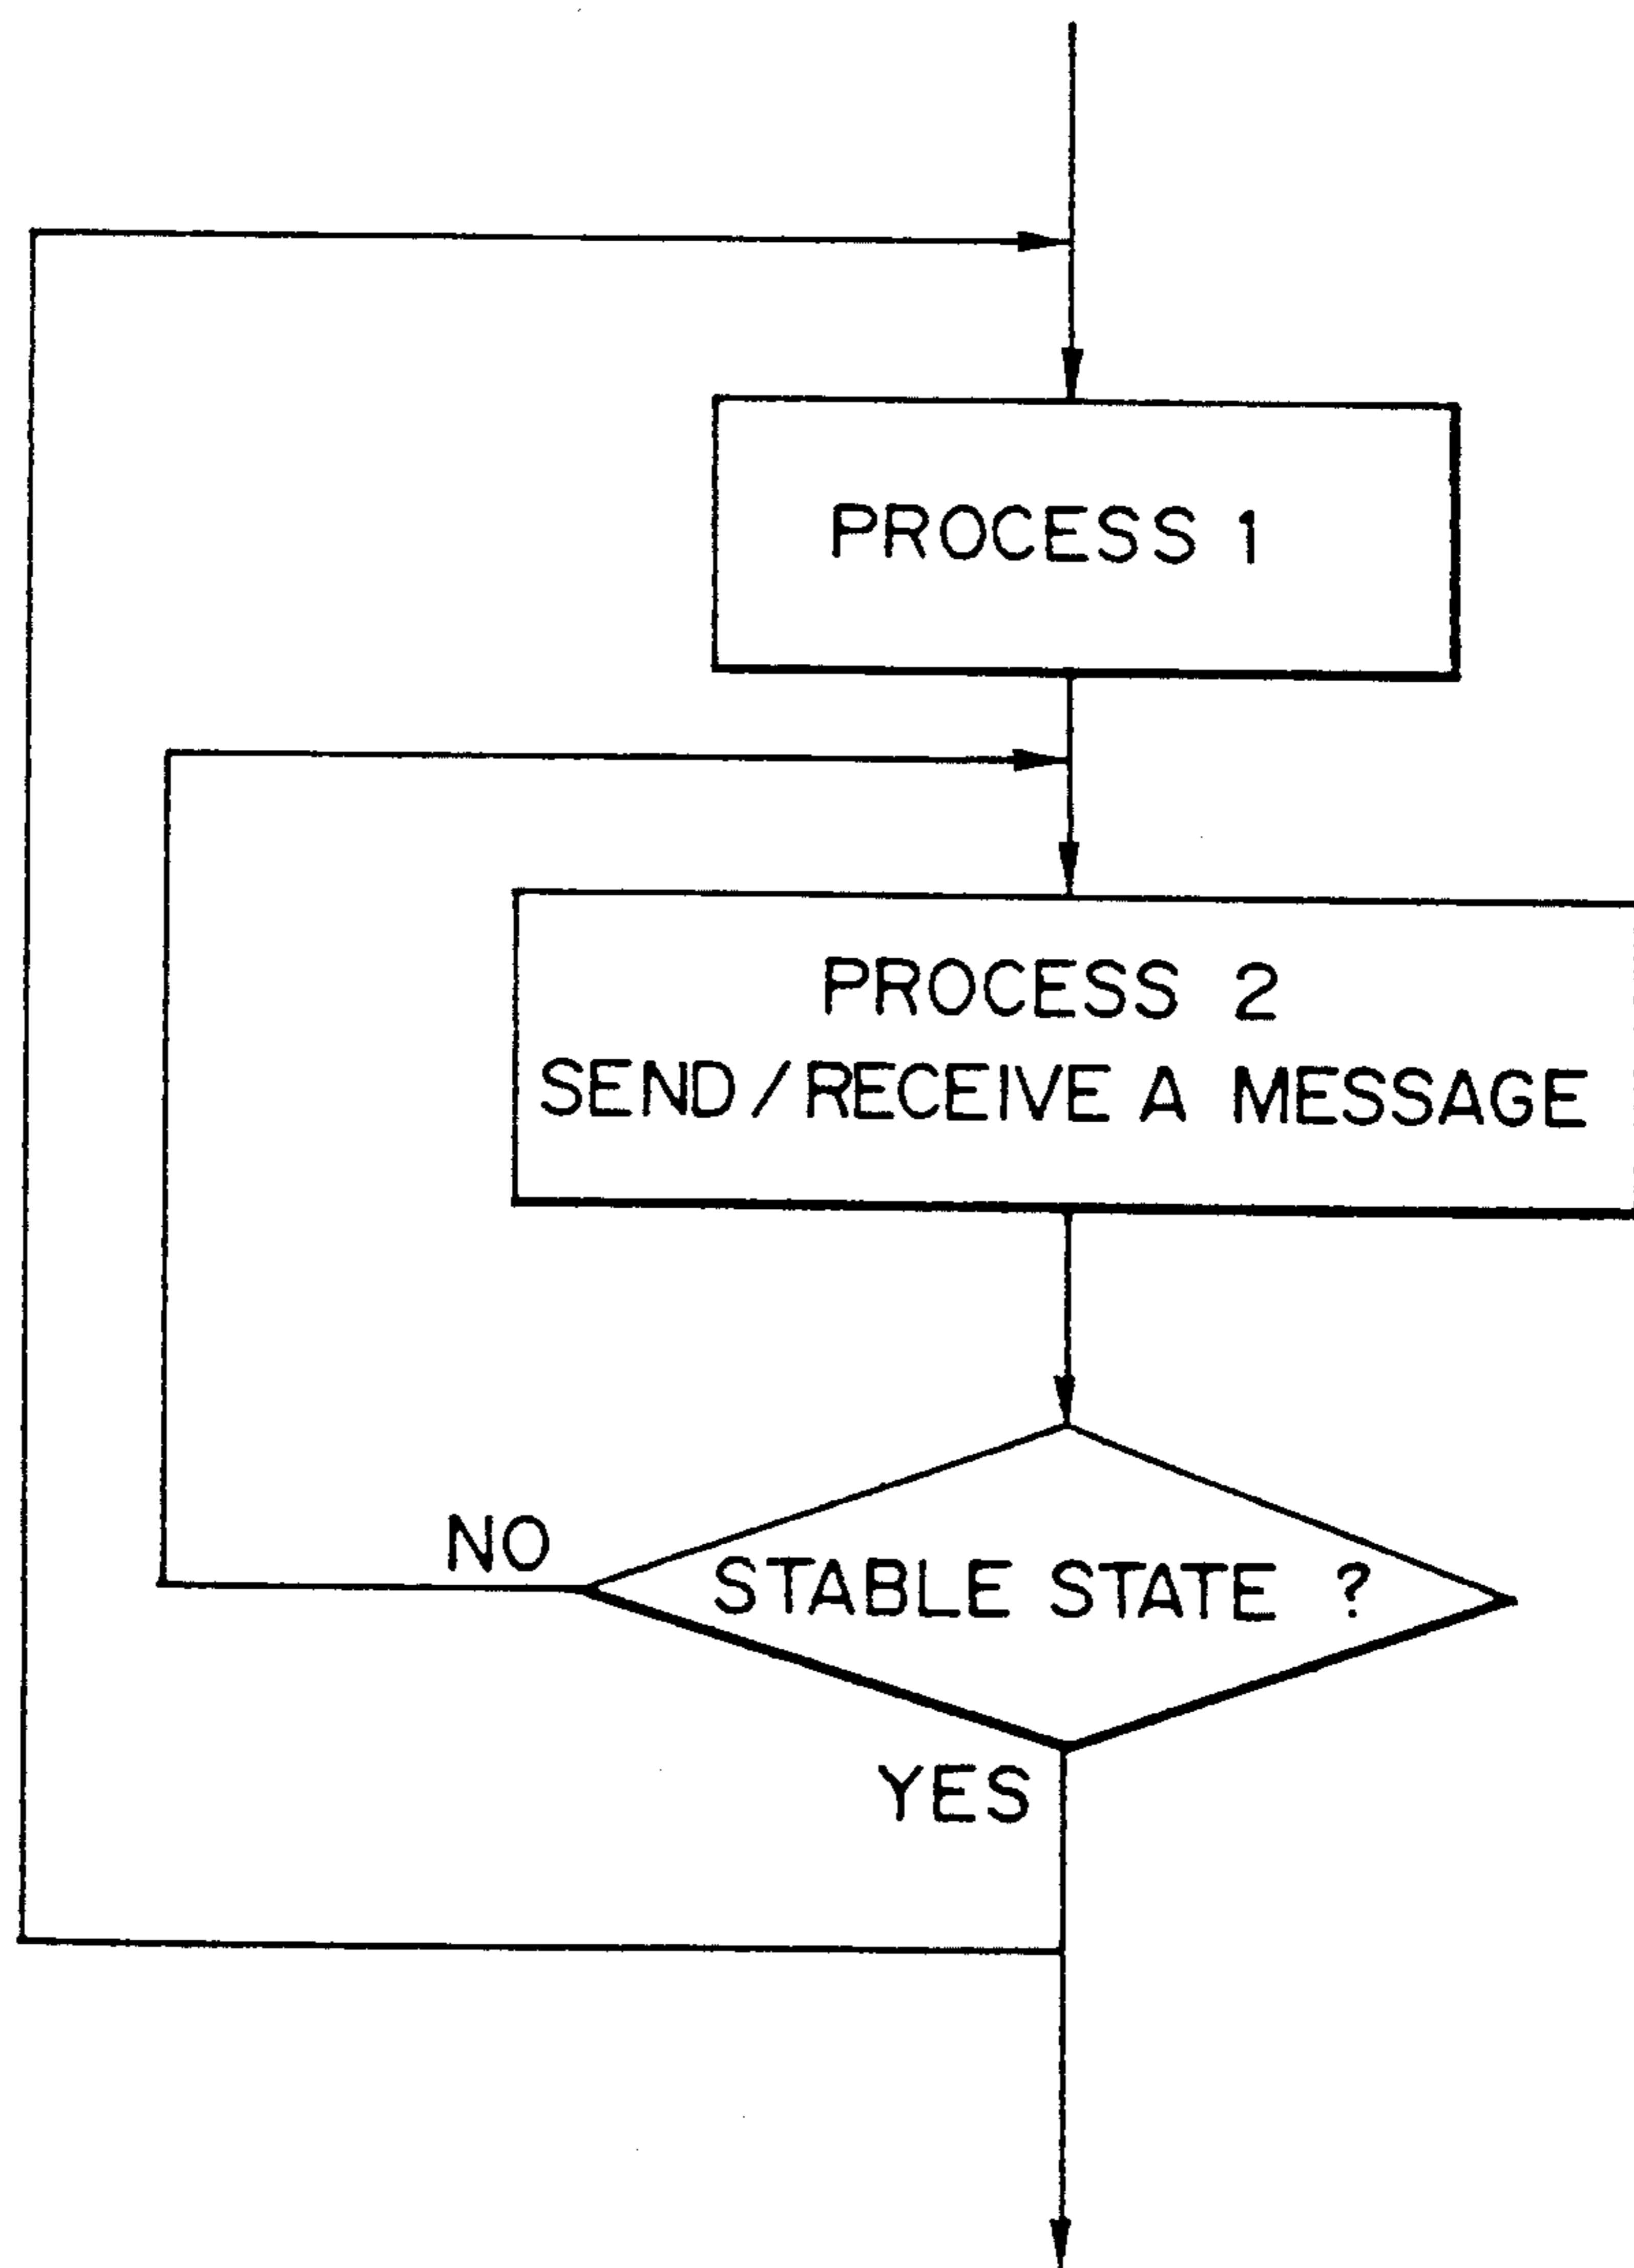 PROCESS 1
PROCESS 2
SEND/RECEIVE A MESSAGE
NO
STABLE STATE ?
YES